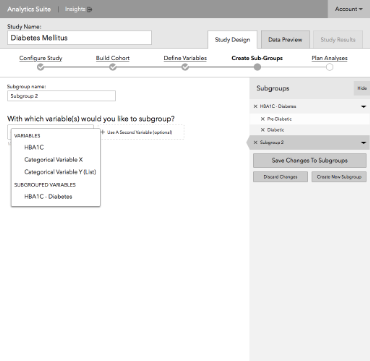 Analytics Suite
Insights
Account
Study Name:
Diabetes Mellitus
Study Design
Data Preview
Study Results
Configure Study
Build Cohort
Define Variables
Create Sub-Groups
Plan Analyses
Subgroup name:
Subgroup 2
With which variable(s) would you like to subgroup?
Use A Second Variable (optional)
VARIABLES
HBA1C
Categorical Variable X
Categorical Variable Y (List)
SUBGROUPED VARIABLES
HBA1C - Diabetes
Subgroups
Hide
HBA1C - Diabetes
Pre Diabetic
Diabetic
Subgroup 2
Save Changes To Subgroups
Discard Changes
Create New Subgroup